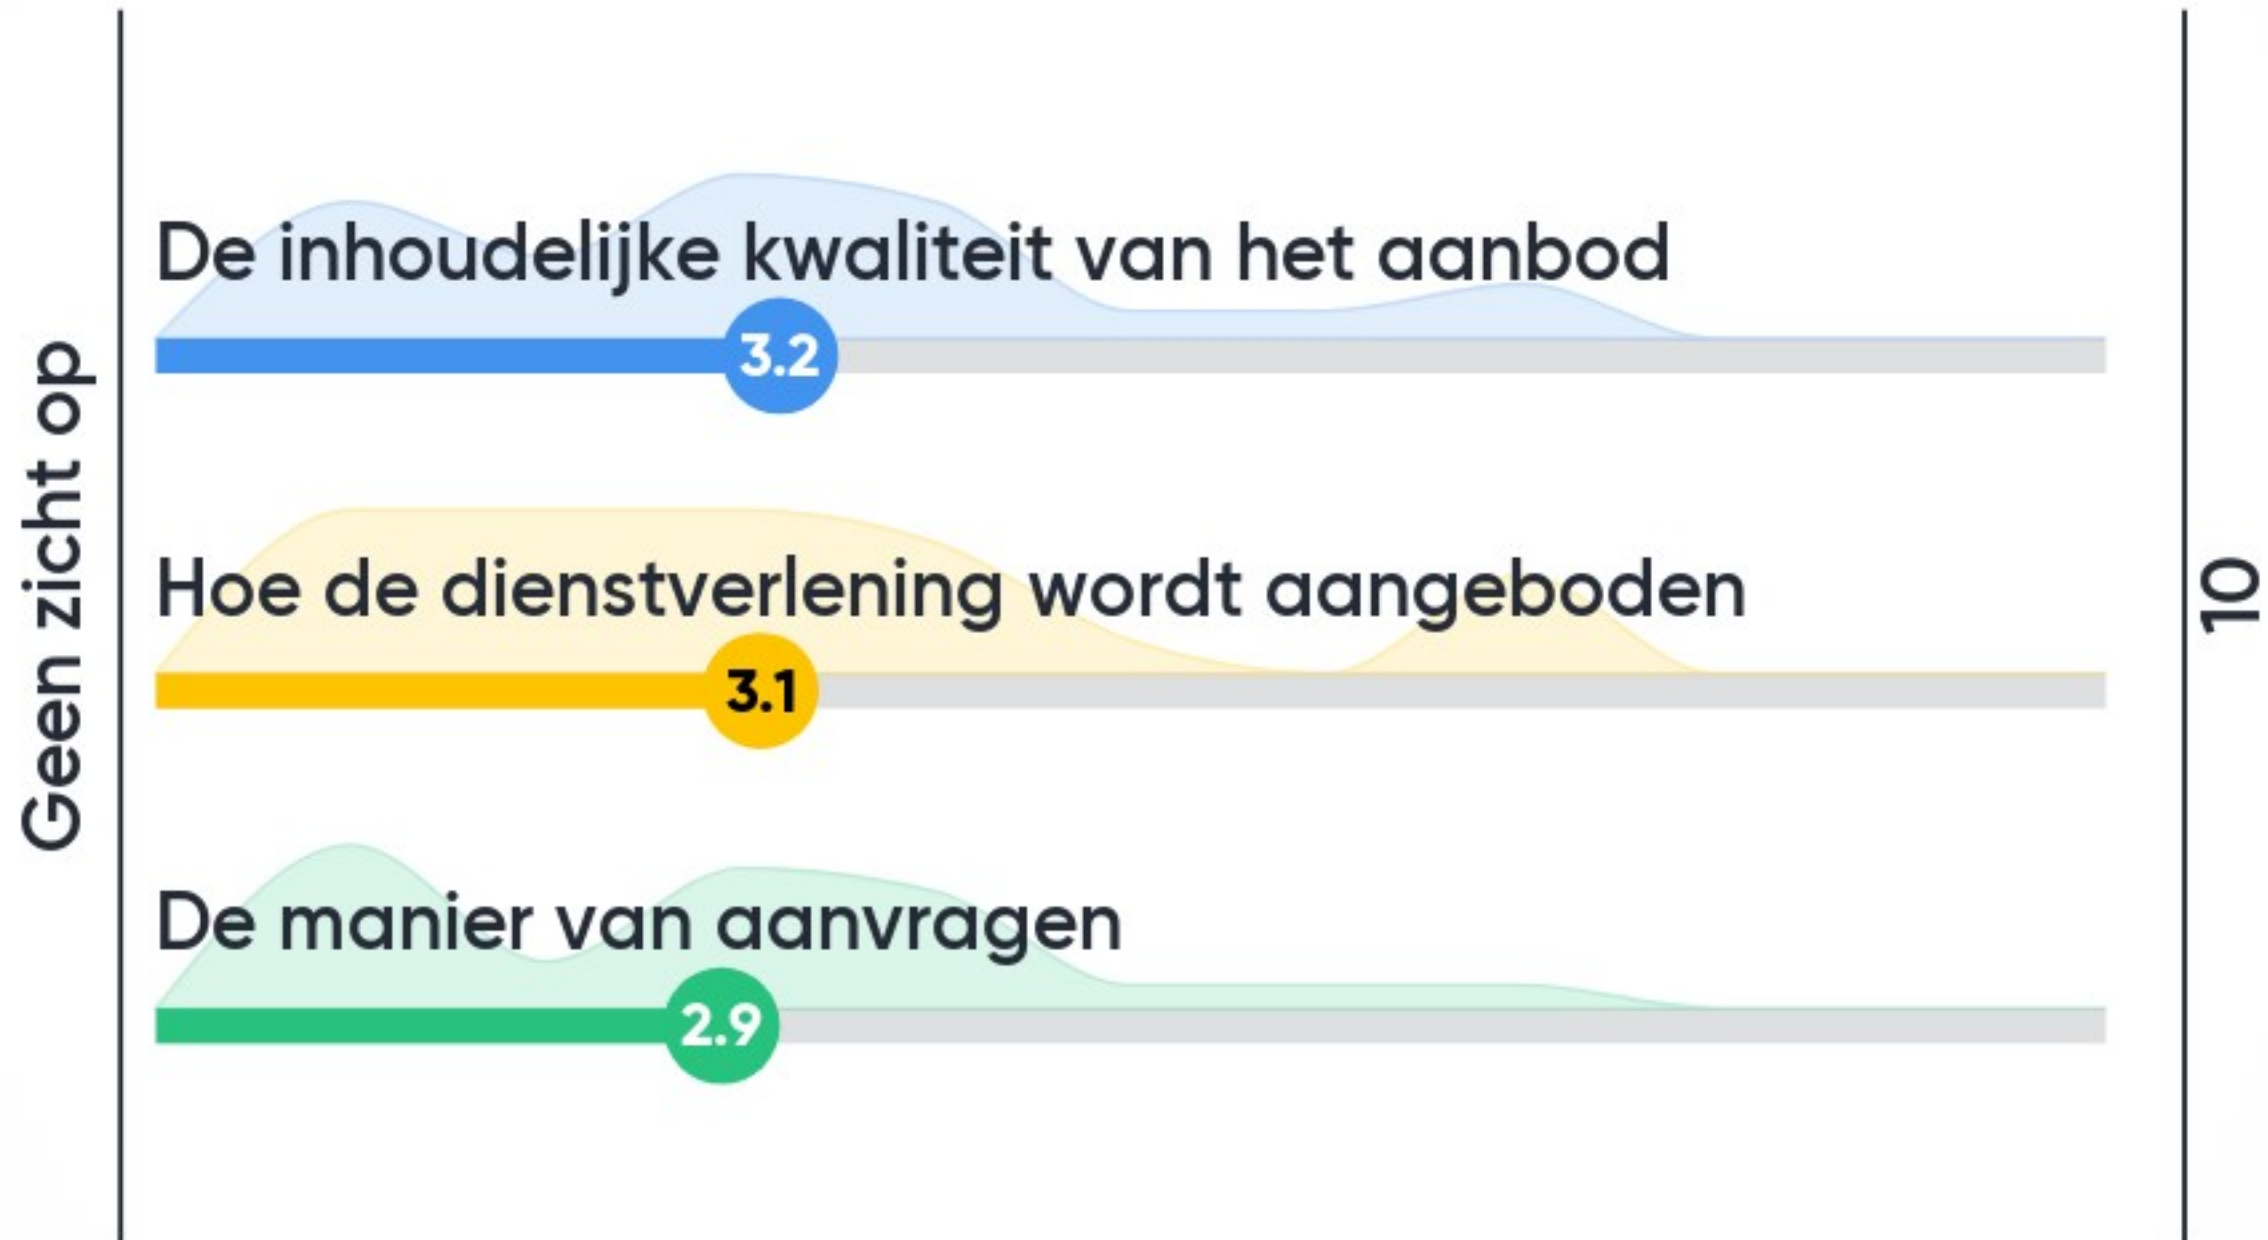 Geen zicht op
De inhoudelijke kwaliteit van het aanbod
3.2
Hoe de dienstverlening wordt aangeboden
3.1
De manier van aanvragen
2.9
10